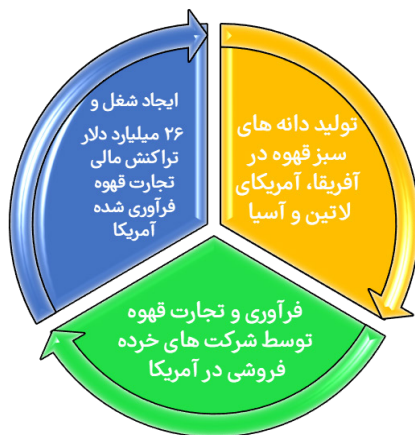 تولید دانه های
سبز قهوه در
آفریقا، آمریکای
لاتین و آسیا
فرآوری و تجارت قهوه
توسط شرکت های خرده
فروشی در آمریکا
ایجاد شغل و
۲۶ میلیارد دلار
تراکنش مالی
تجارت قهوه
فرآوری شده
آمریکا